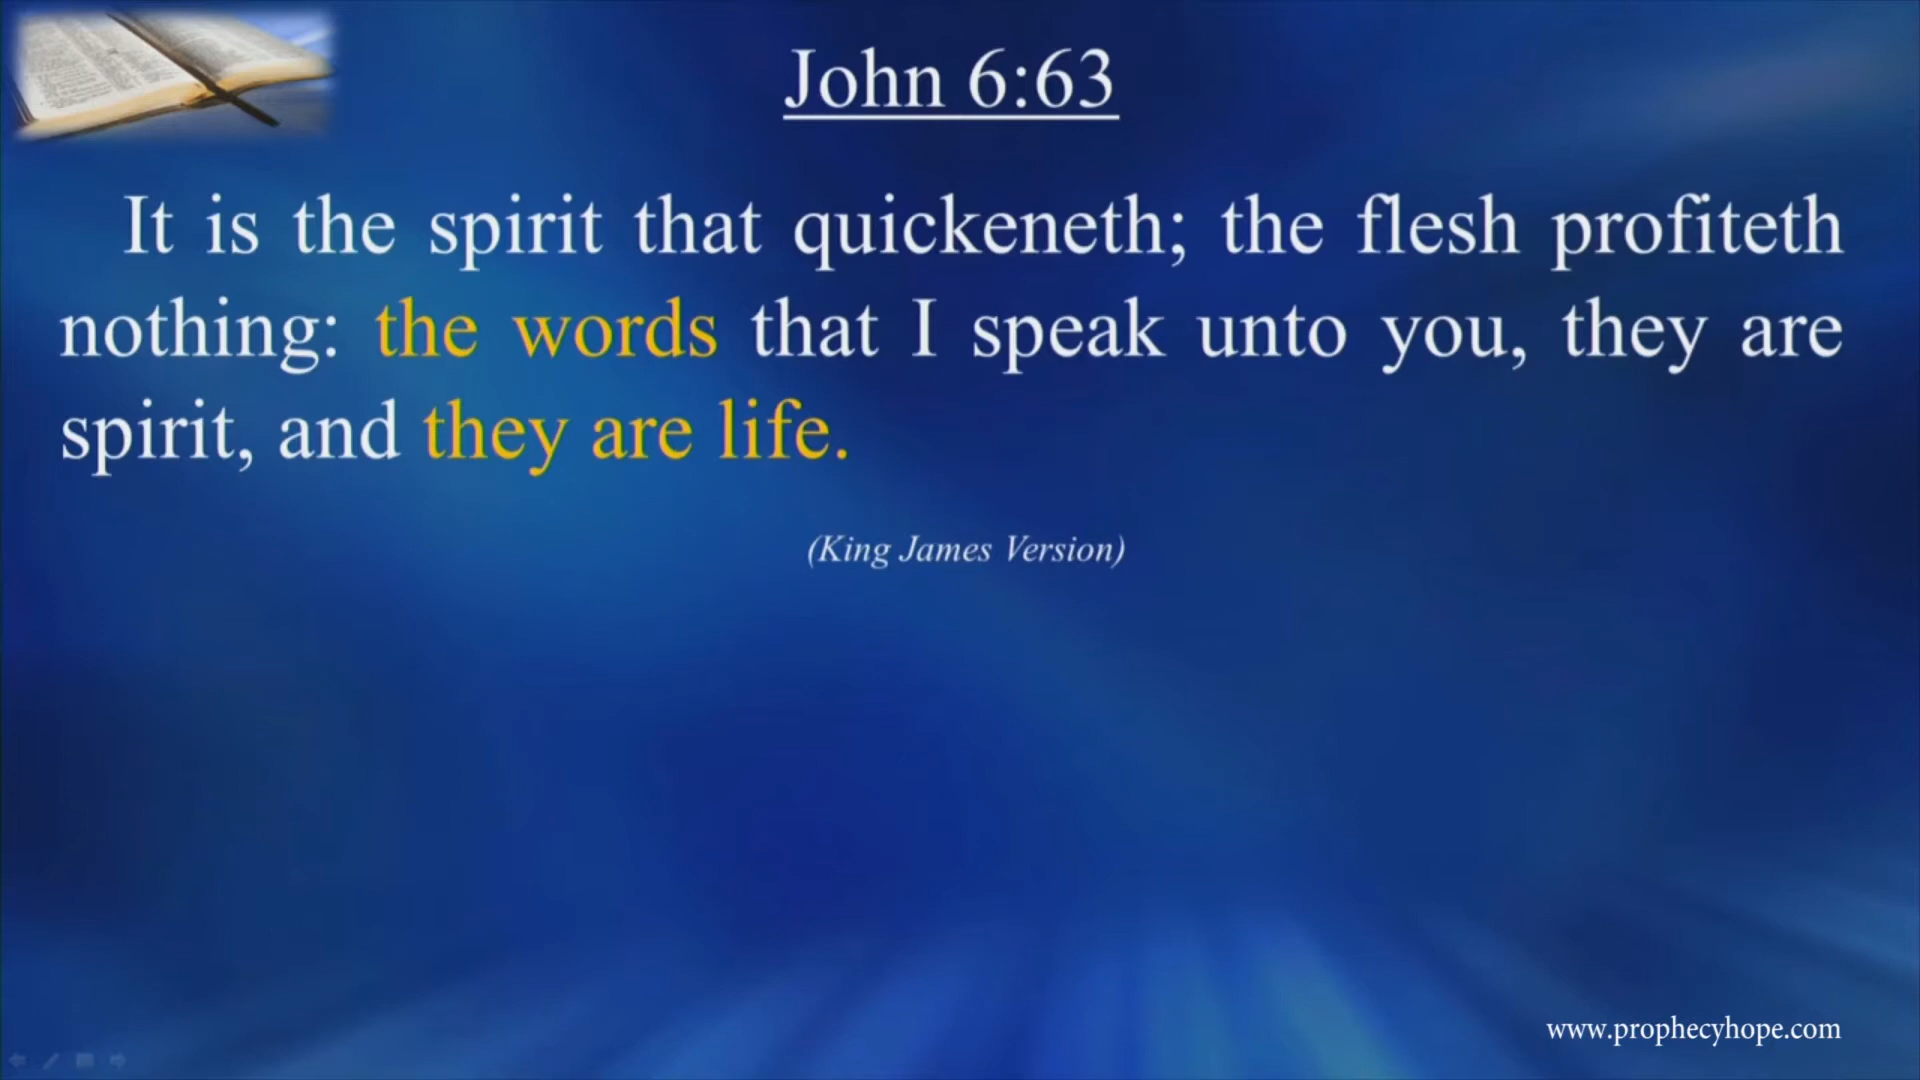 John 6:63
It is the spirit that quickeneth; the flesh profiteth
nothing: the words that I speak unto you, they are
spirit, and they are life.
(King James Version)
www.prophecyhope.com